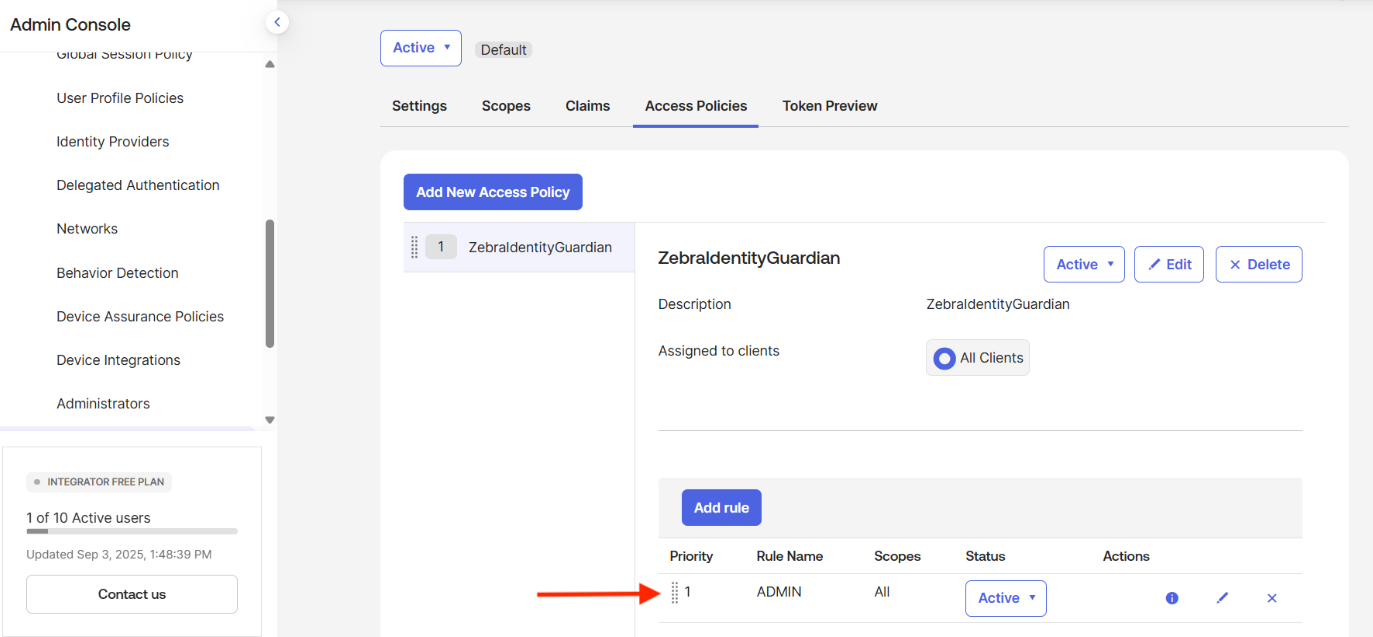 Admin Console
Global Session Policy
User Profile Policies
Identity Providers
Delegated Authentication
Networks
Behavior Detection
Device Assurance Policies
Device Integrations
Administrators
INTEGRATOR FREE PLAN
1 of 10 Active users
Updated Sep 3, 2025, 1:48:39 PM
Contact us
Active Default
Settings Scopes Claims Access Policies Token Preview
Add New Access Policy
1 ZebraIdentityGuardian
ZebraIdentityGuardian
Active Edit Delete
Description ZebraIdentityGuardian
Assigned to clients All Clients
Add rule
Priority Rule Name Scopes Status Actions
1 ADMIN All Active